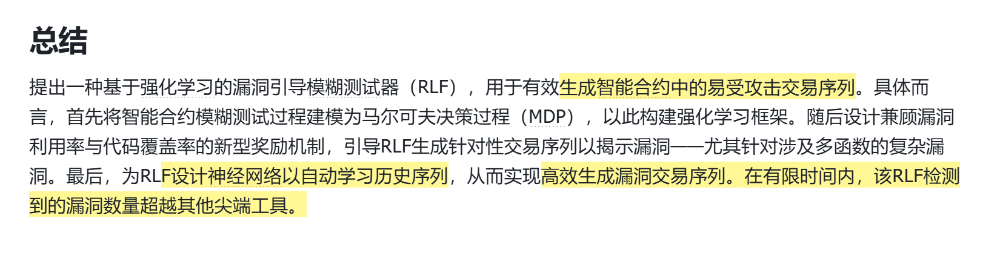 总结
提出一种基于强化学习的漏洞引导模糊测试器（RLF），用于有效生成智能合约中的易受攻击交易序列。具体而
言，首先将智能合约模糊测试过程建模为马尔可夫决策过程（MDP），以此构建强化学习框架。随后设计兼顾漏洞
利用率与代码覆盖率的新型奖励机制，引导RLF生成针对性交易序列以揭示漏洞——尤其针对涉及多函数的复杂漏
洞。最后，为RLF设计神经网络以自动学习历史序列，从而实现高效生成漏洞交易序列。在有限时间内，该RLF检测
到的漏洞数量超越其他尖端工具。